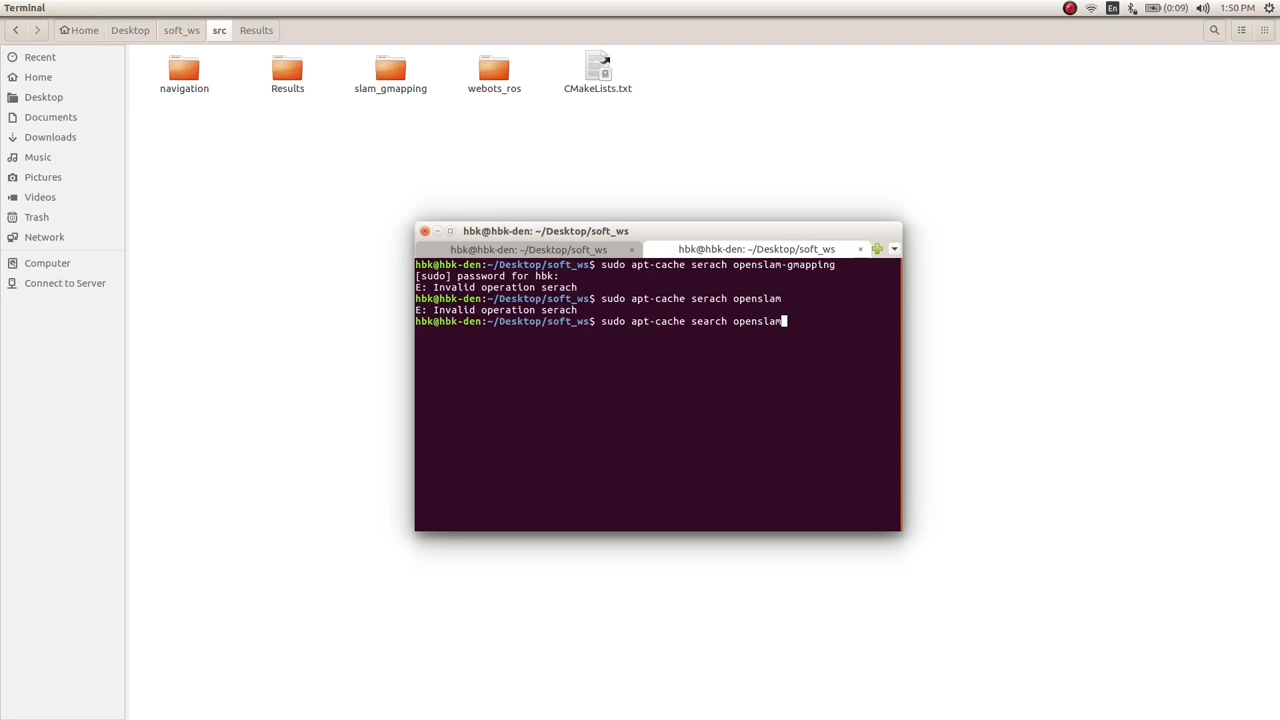 Terminal
En
(0:09)
1:50 PM
Home
Desktop
soft_ws
src
Results
Recent
Home
Desktop
Documents
Downloads
Music
Pictures
Videos
Trash
Network
Computer
Connect to Server
navigation
Results
slam_gmapping
webots_ros
CMakeLists.txt
hbk@hbk-den: ~/Desktop/soft_ws
hbk@hbk-den: ~/Desktop/soft_ws ×
hbk@hbk-den: ~/Desktop/soft_ws ×
hbk@hbk-den:~/Desktop/soft_ws$ sudo apt-cache serach openslam-gmapping
[sudo] password for hbk:
E: Invalid operation serach
hbk@hbk-den:~/Desktop/soft_ws$ sudo apt-cache serach openslam
E: Invalid operation serach
hbk@hbk-den:~/Desktop/soft_ws$ sudo apt-cache search openslam